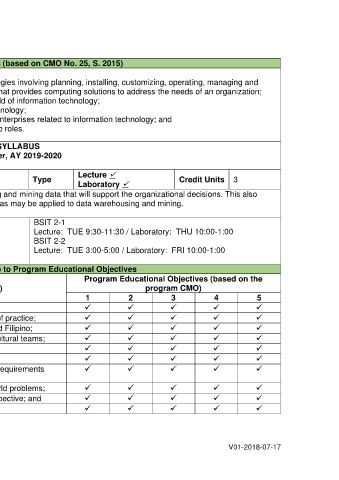 (based on CMO No. 25, S. 2015)
gies involving planning, installing, customizing, operating, managing and
hat provides computing solutions to address the needs of an organization;
ld of information technology;
nology;
enterprises related to information technology; and
o roles.
SYLLABUS
er, AY 2019-2020
Type Lecture ✓ Credit Units 3
Laboratory ✓
g and mining data that will support the organizational decisions. This also
as may be applied to data warehousing and mining.
BSIT 2-1
Lecture: TUE 9:30-11:30 / Laboratory: THU 10:00-1:00
BSIT 2-2
Lecture: TUE 3:00-5:00 / Laboratory: FRI 10:00-1:00
p to Program Educational Objectives
Program Educational Objectives (based on the
) program CMO)
1 2 3 4 5
✓ ✓ ✓ ✓ ✓
of practice; ✓ ✓ ✓ ✓ ✓
d Filipino; ✓ ✓ ✓ ✓ ✓
ultural teams; ✓ ✓ ✓ ✓ ✓
✓ ✓ ✓ ✓ ✓
✓ ✓ ✓ ✓ ✓
equirements ✓ ✓ ✓ ✓ ✓
rld problems; ✓ ✓ ✓ ✓ ✓
pective; and ✓ ✓ ✓ ✓ ✓
✓ ✓ ✓ ✓ ✓
V01-2018-07-17